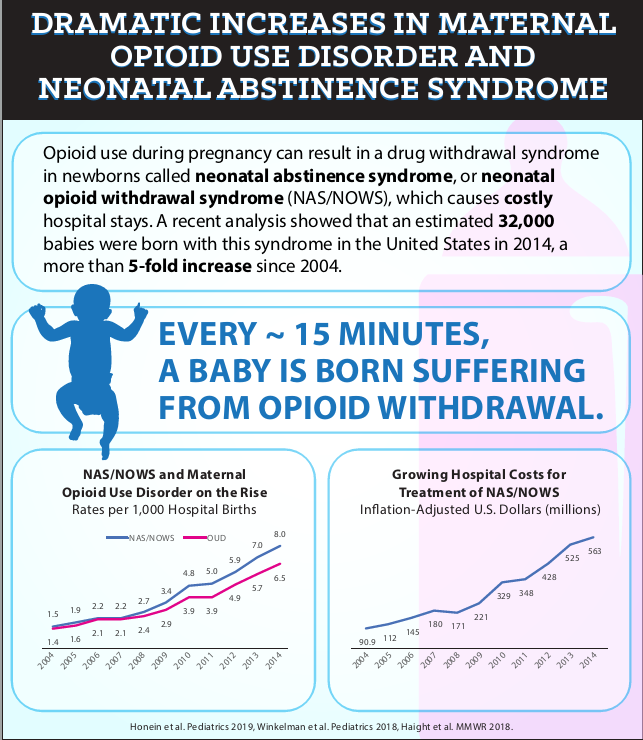 DRAMATIC INCREASES IN MATERNAL
OPIOID USE DISORDER AND
NEONATAL ABSTINENCE SYNDROME
Opioid use during pregnancy can result in a drug withdrawal syndrome
in newborns called neonatal abstinence syndrome, or neonatal
opioid withdrawal syndrome (NAS/NOWS), which causes costly
hospital stays. A recent analysis showed that an estimated 32,000
babies were born with this syndrome in the United States in 2014, a
more than 5-fold increase since 2004.
EVERY ~ 15 MINUTES,
A BABY IS BORN SUFFERING
FROM OPIOID WITHDRAWAL.
NAS/NOWS and Maternal
Opioid Use Disorder on the Rise
Rates per 1,000 Hospital Births
NAS/NOWS OUD
1.5 1.9 2.2 2.2 2.7 3.4 4.8 5.0 5.9 7.0 8.0
1.4 1.6 2.1 2.1 2.4 2.9 3.9 3.9 4.9 5.7 6.5
2004 2005 2006 2007 2008 2009 2010 2011 2012 2013 2014
Growing Hospital Costs for
Treatment of NAS/NOWS
Inflation-Adjusted U.S. Dollars (millions)
90.9 112 145 180 171 221 329 348 428 525 563
2004 2005 2006 2007 2008 2009 2010 2011 2012 2013 2014
Honein et al. Pediatrics 2019, Winkelman et al. Pediatrics 2018, Haight et al. MMWR 2018.